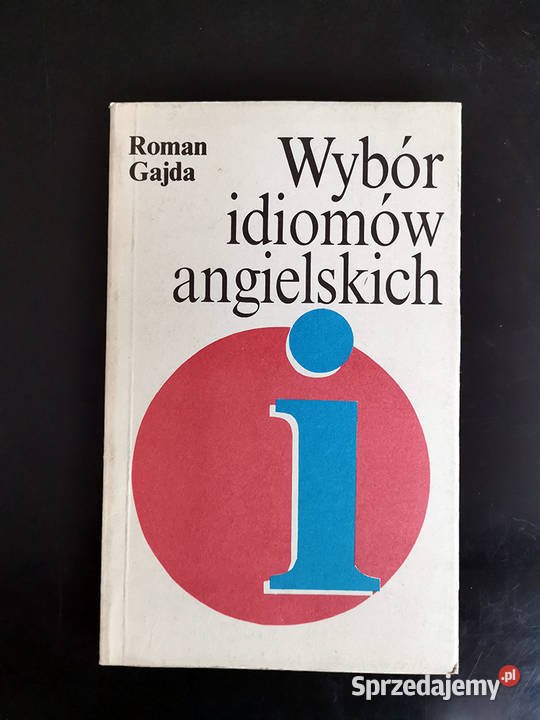 Roman
Gajda
Wybór
idiomów
angielskich
i
Sprzedajemy.pl